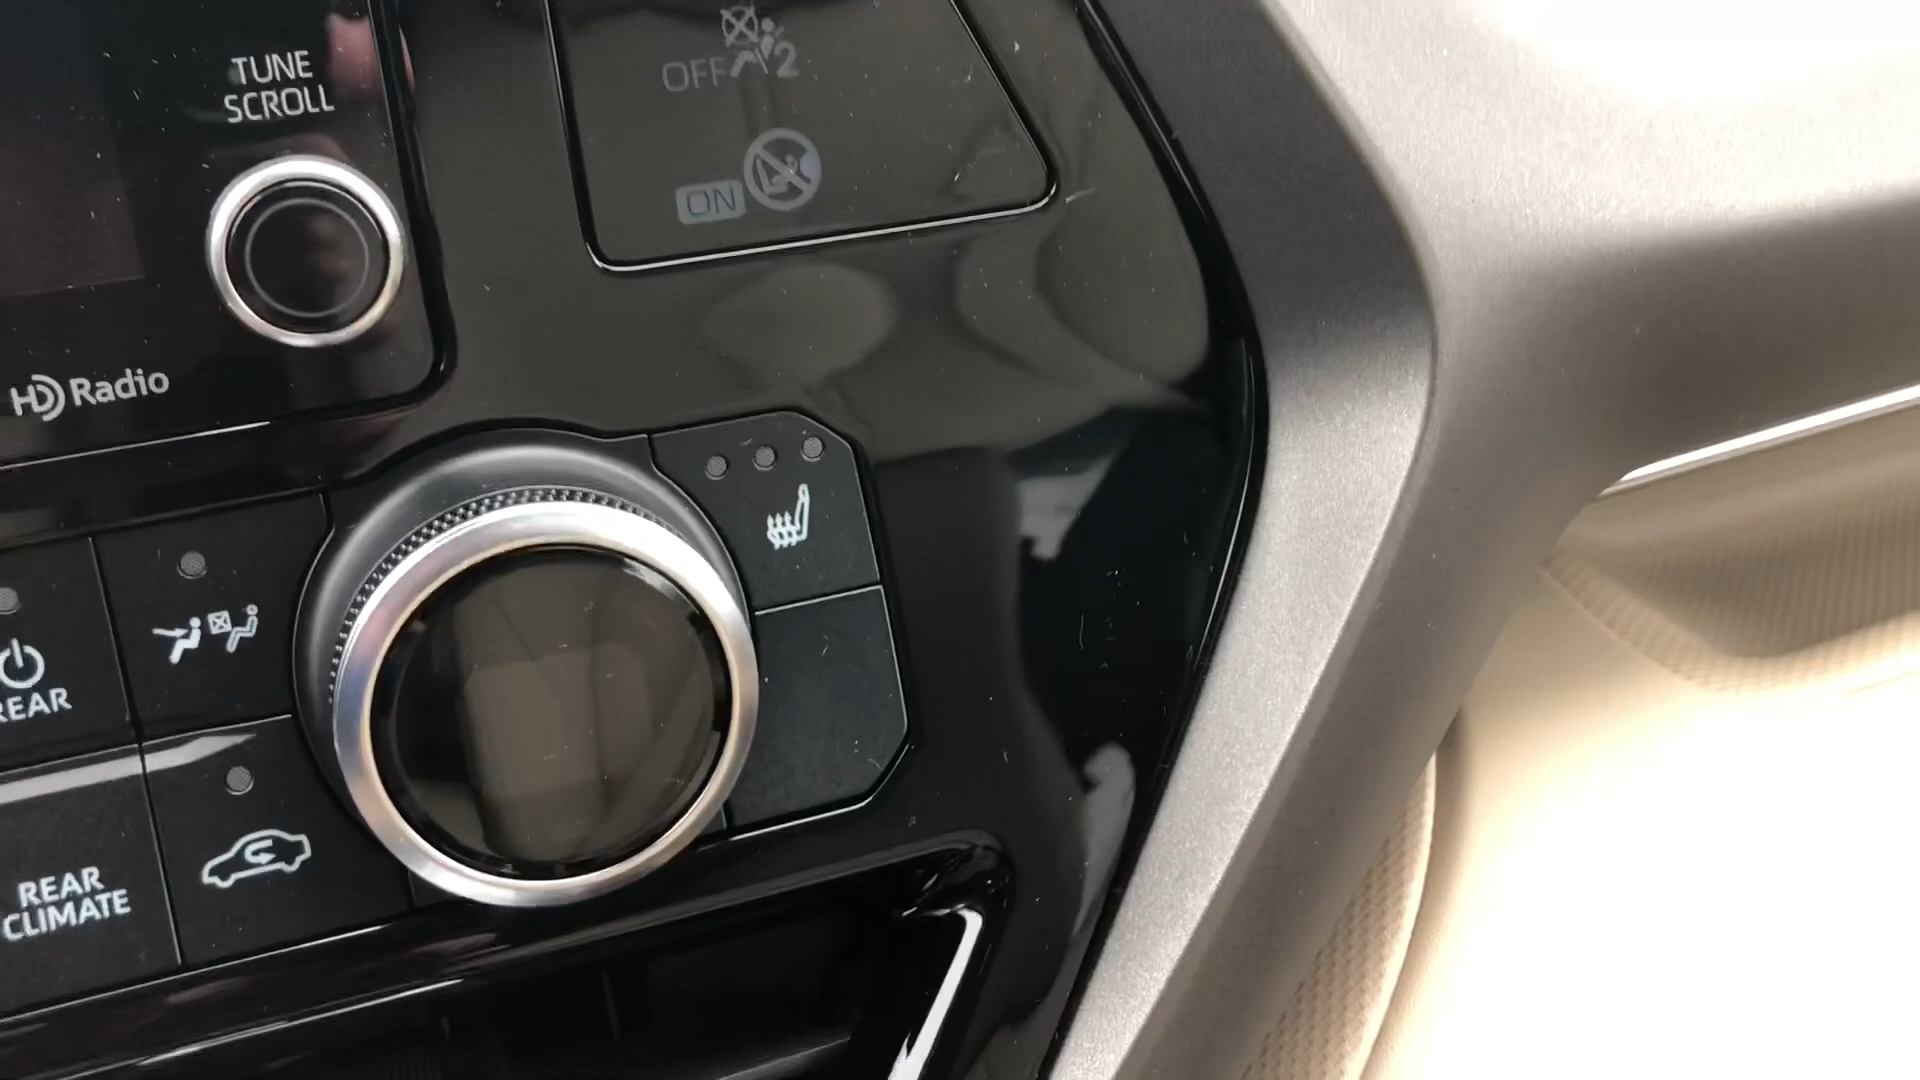 TUNE
SCROLL
OFF 2
ON
HD Radio
REAR
REAR
CLIMATE